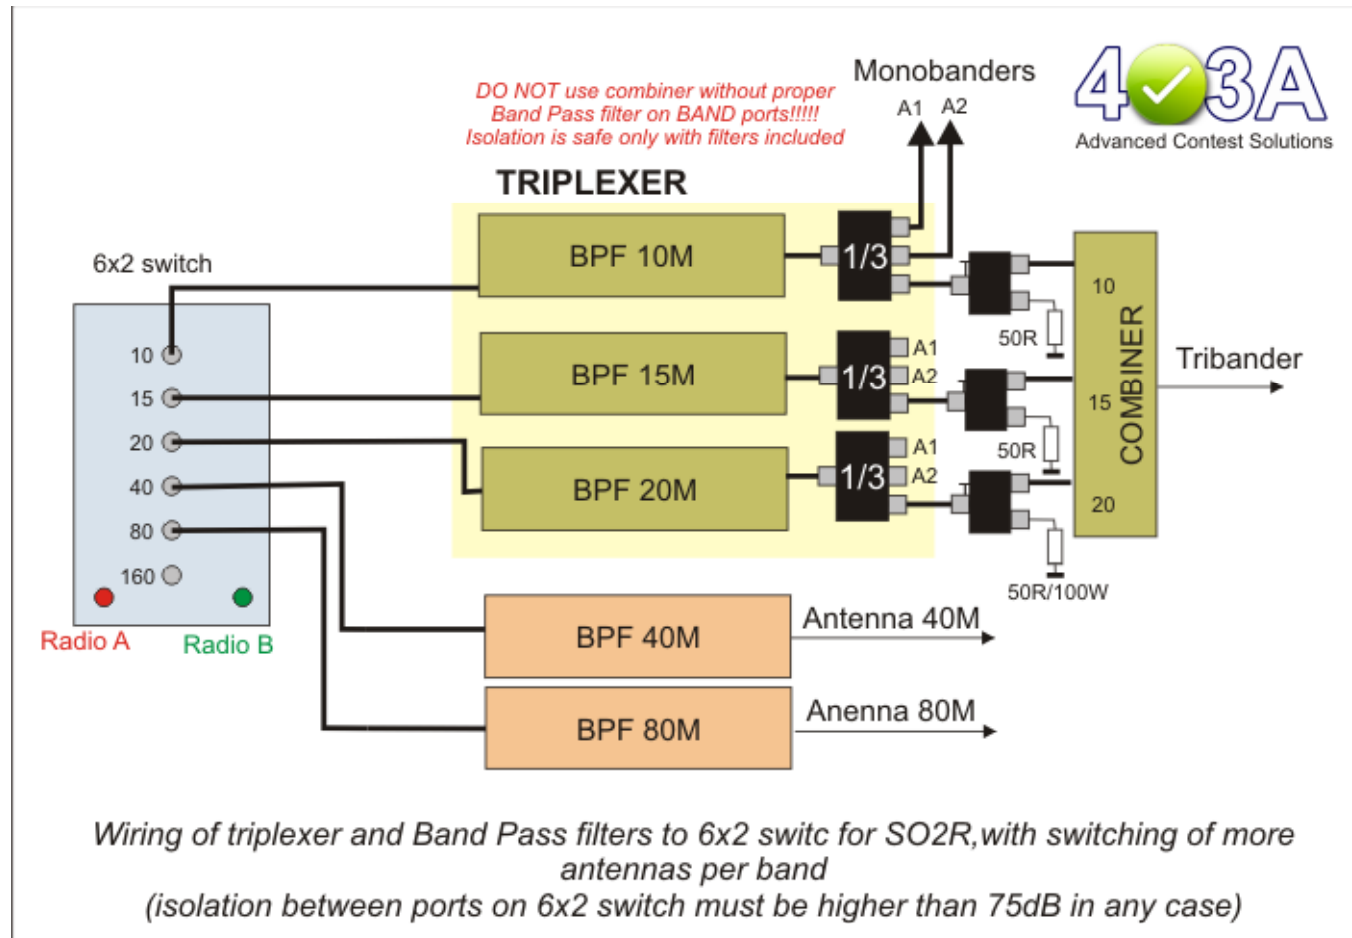 DO NOT use combiner without proper
Band Pass filter on BAND ports!!!!!
Isolation is safe only with filters included
Monobanders
A1 A2
4 3A
Advanced Contest Solutions
TRIPLEXER
6x2 switch
10
15
20
40
80
160
Radio A
Radio B
BPF 10M
BPF 15M
BPF 20M
BPF 40M
BPF 80M
1/3
1/3
A1
A2
1/3
A1
A2
50R
50R
50R/100W
10
15
20
COMBINER
Tribander
Antenna 40M
Anenna 80M
Wiring of triplexer and Band Pass filters to 6x2 switc for SO2R,with switching of more
antennas per band
(isolation between ports on 6x2 switch must be higher than 75dB in any case)